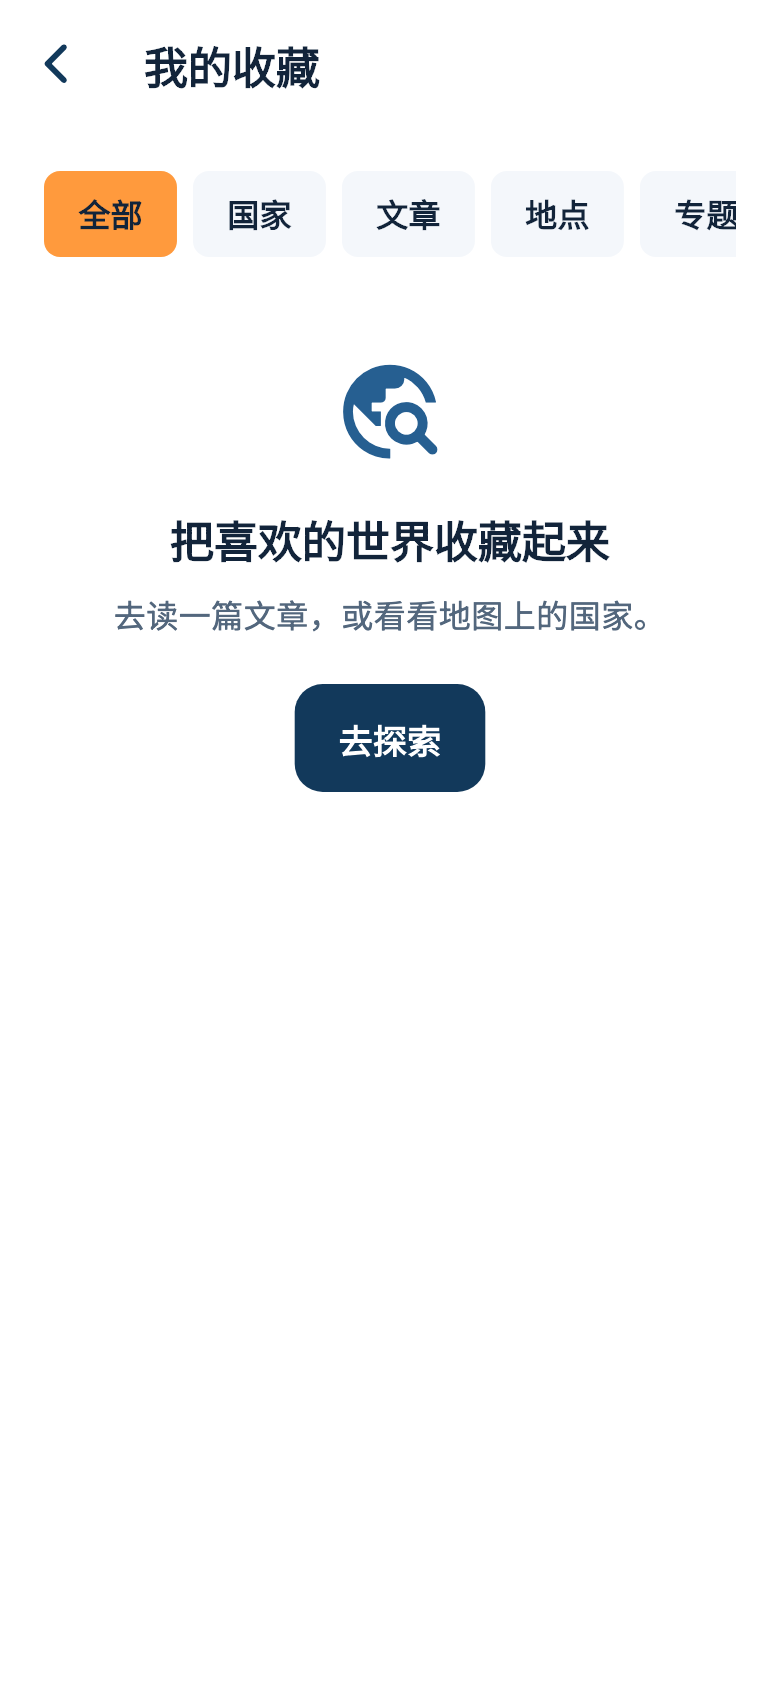 我的收藏
全部 国家 文章 地点 专题
把喜欢的世界收藏起来
去读一篇文章，或看看地图上的国家。
去探索